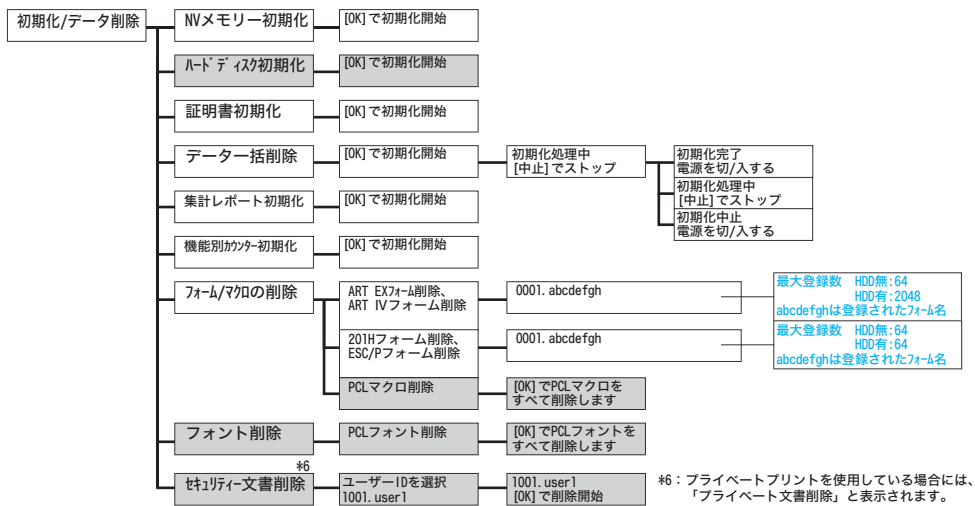 初期化/データ削除
NVメモリー初期化
[OK]で初期化開始
ハードディスク初期化
[OK]で初期化開始
証明書初期化
[OK]で初期化開始
データ一括削除
[OK]で初期化開始
初期化処理中
[中止]でストップ
初期化完了
電源を切/入する
初期化処理中
[中止]でストップ
初期化中止
電源を切/入する
集計レポート初期化
[OK]で初期化開始
機能別カウンター初期化
[OK]で初期化開始
フォーム/マクロの削除
ART EXフォーム削除、
ART IVフォーム削除
0001.abcdefgh
最大登録数 HDD無:64
HDD有:2048
abcdefghは登録されたフォーム名
201Hフォーム削除、
ESC/Pフォーム削除
0001.abcdefgh
最大登録数 HDD無:64
HDD有:64
abcdefghは登録されたフォーム名
PCLマクロ削除
[OK]でPCLマクロを
すべて削除します
フォント削除
PCLフォント削除
[OK]でPCLフォントを
すべて削除します
*6
セキュリティー文書削除
ユーザーIDを選択
1001.user1
1001.user1
[OK]で削除開始
*6：プライベートプリントを使用している場合には、
「プライベート文書削除」と表示されます。